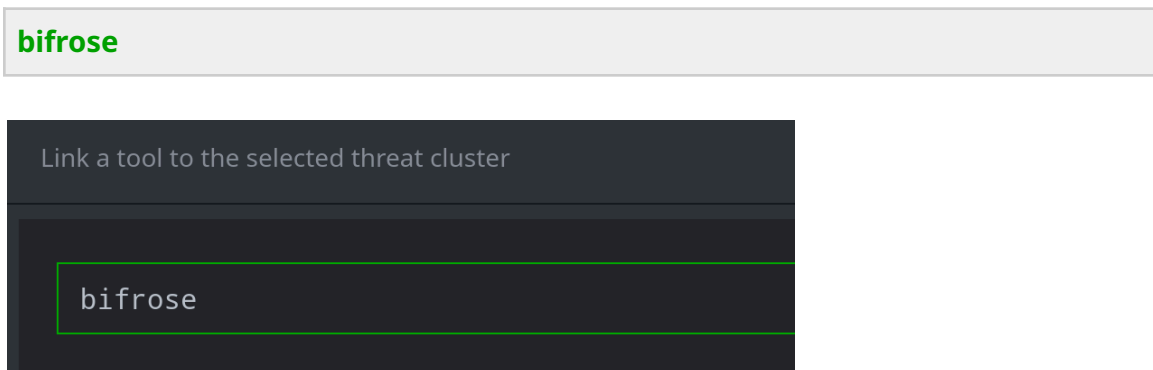 bifrose
Link a tool to the selected threat cluster
bifrose